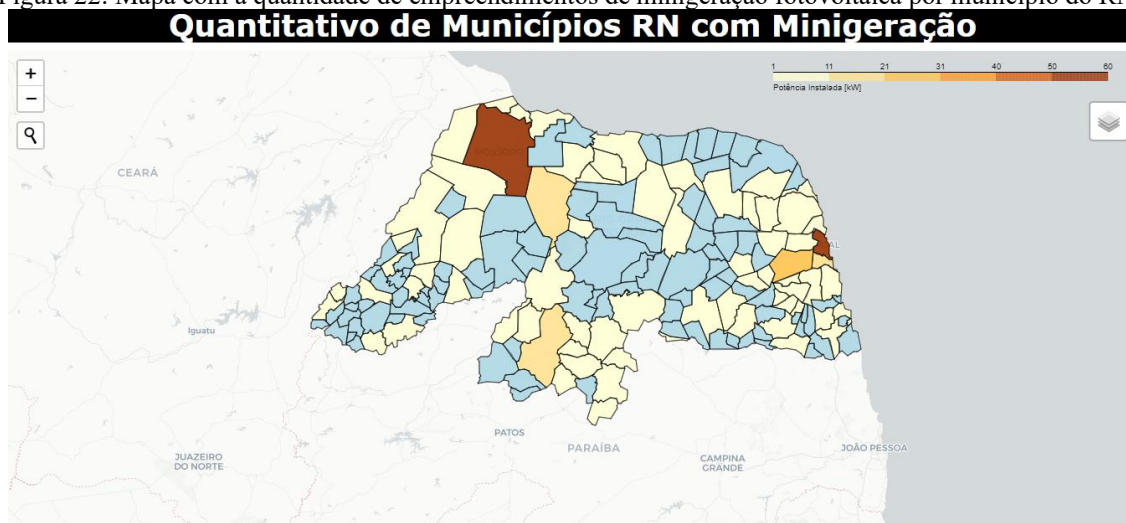 Figura 22: Mapa com a quantidade de empreendimentos de minigeração fotovoltaica por município do RN
Quantitativo de Municípios RN com Minigeração
+
−
1 11 21 31 40 50 60
Potência Instalada [kW]
CEARÁ
Iguatu
JUAZEIRO
DO NORTE
PATOS
PARAÍBA
CAMPINA
GRANDE
JOÃO PESSOA